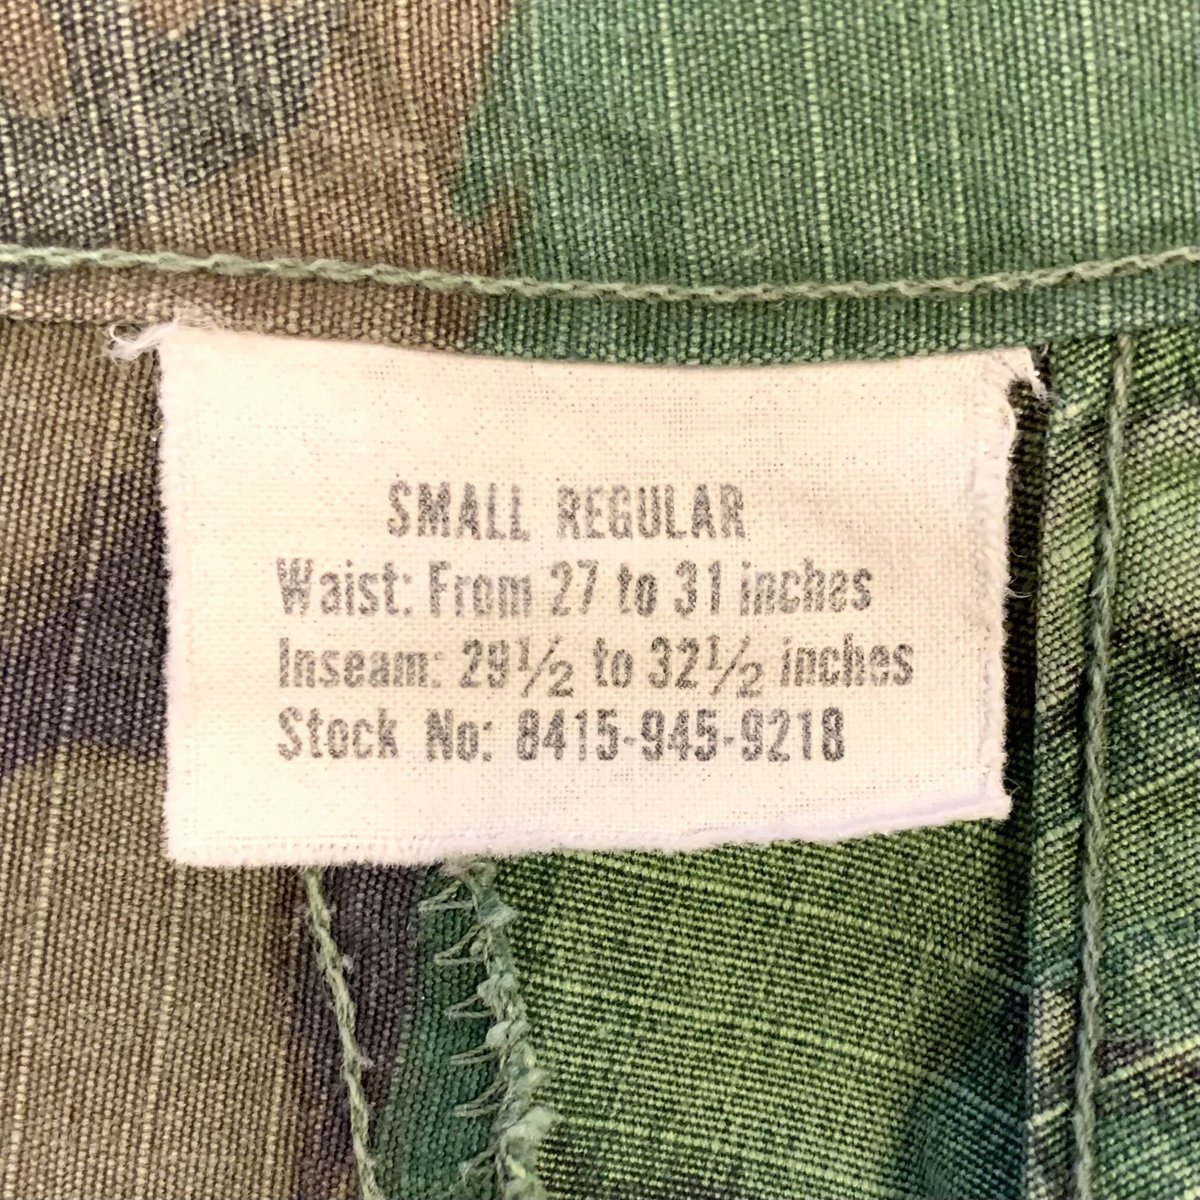 SMALL REGULAR
Waist: From 27 to 31 inches
Inseam: 29½ to 32½ inches
Stock No: 8415-945-9218